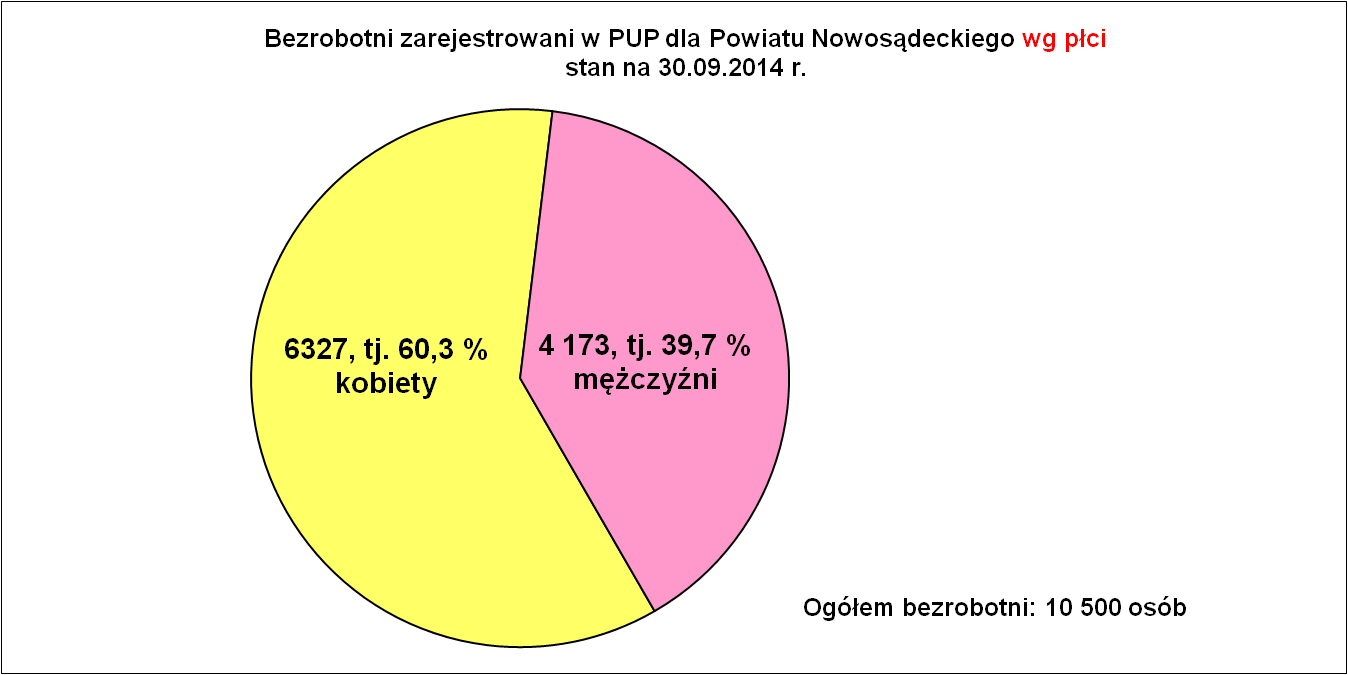 Bezrobotni zarejestrowani w PUP dla Powiatu Nowosądeckiego wg płci
stan na 30.09.2014 r.
6327, tj. 60,3 %
kobiety
4 173, tj. 39,7 %
mężczyźni
Ogółem bezrobotni: 10 500 osób